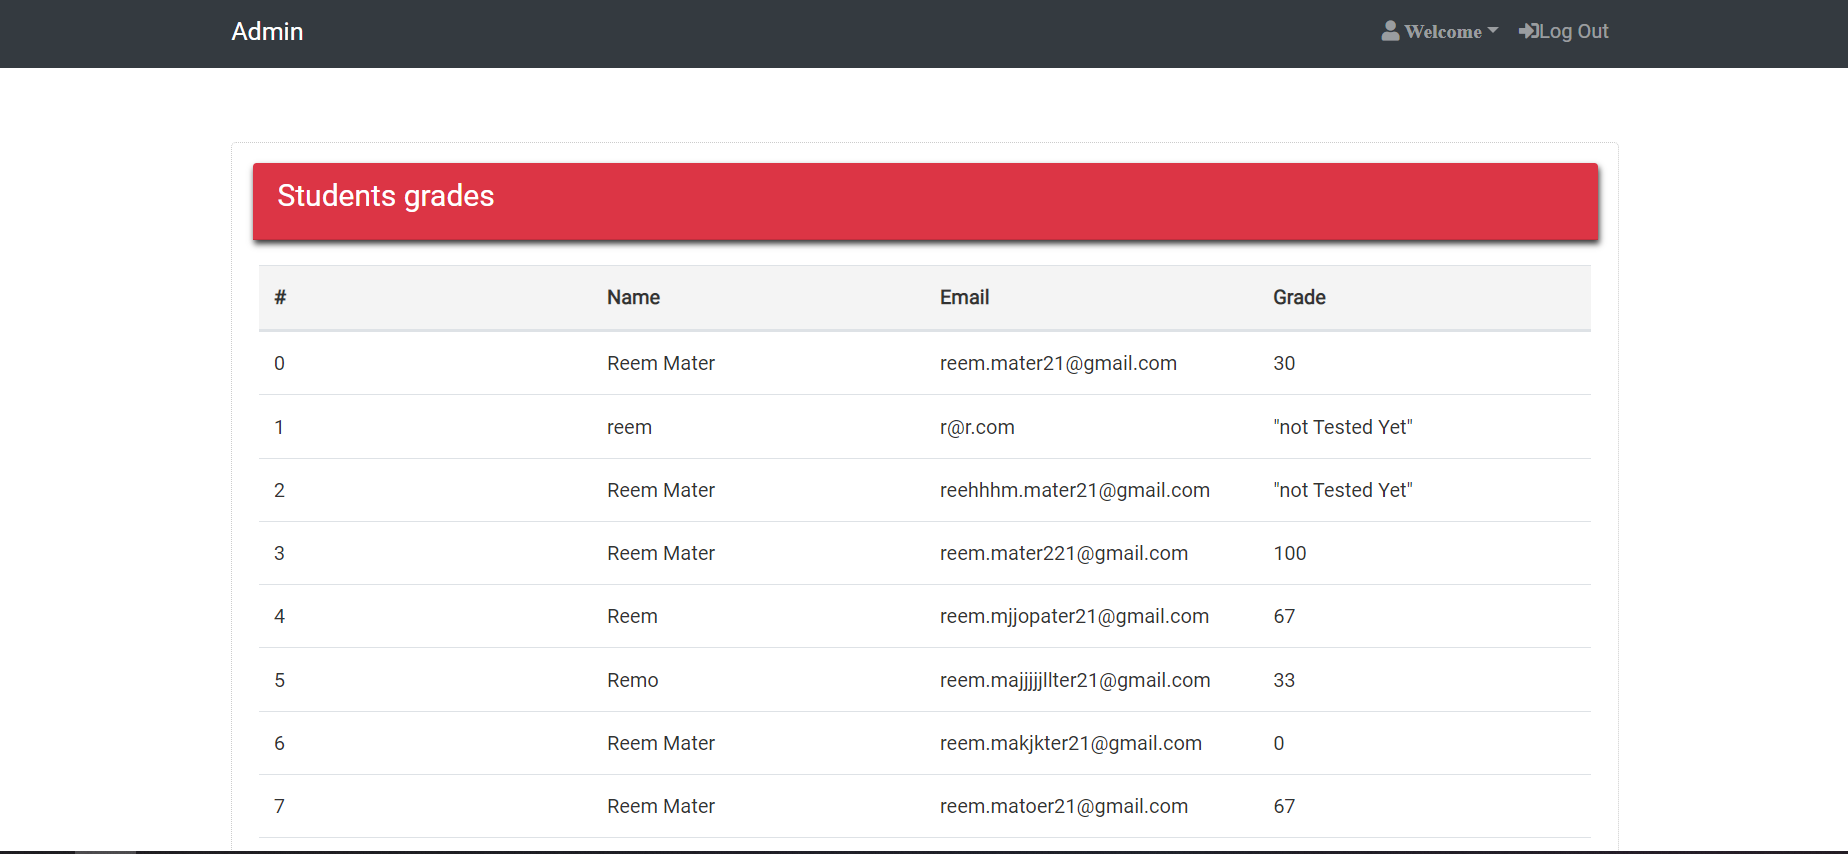 Admin Welcome Log Out
Students grades
# Name Email Grade
0 Reem Mater reem.mater21@gmail.com 30
1 reem r@r.com "not Tested Yet"
2 Reem Mater reehhhm.mater21@gmail.com "not Tested Yet"
3 Reem Mater reem.mater221@gmail.com 100
4 Reem reem.mjjopater21@gmail.com 67
5 Remo reem.majjjjjllter21@gmail.com 33
6 Reem Mater reem.makjkter21@gmail.com 0
7 Reem Mater reem.matoer21@gmail.com 67